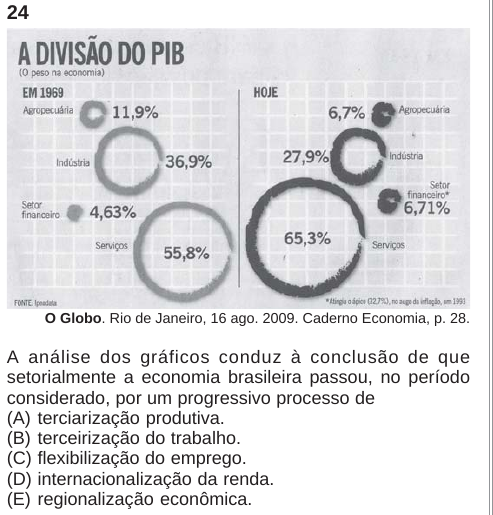 24
A DIVISÃO DO PIB
(O peso na economia)
EM 1969
Agropecuária 11,9%
Indústria 36,9%
Setor
financeiro 4,63%
Serviços 55,8%
HOJE
6,7% Agropecuária
27,9% Indústria
Setor
financeiro*
6,71%
65,3% Serviços
FONTE: Ipeadata
*Atingiu o ápice (32,7%), no auge da inflação, em 1993
O Globo. Rio de Janeiro, 16 ago. 2009. Caderno Economia, p. 28.
A análise dos gráficos conduz à conclusão de que
setorialmente a economia brasileira passou, no período
considerado, por um progressivo processo de
(A) terciarização produtiva.
(B) terceirização do trabalho.
(C) flexibilização do emprego.
(D) internacionalização da renda.
(E) regionalização econômica.